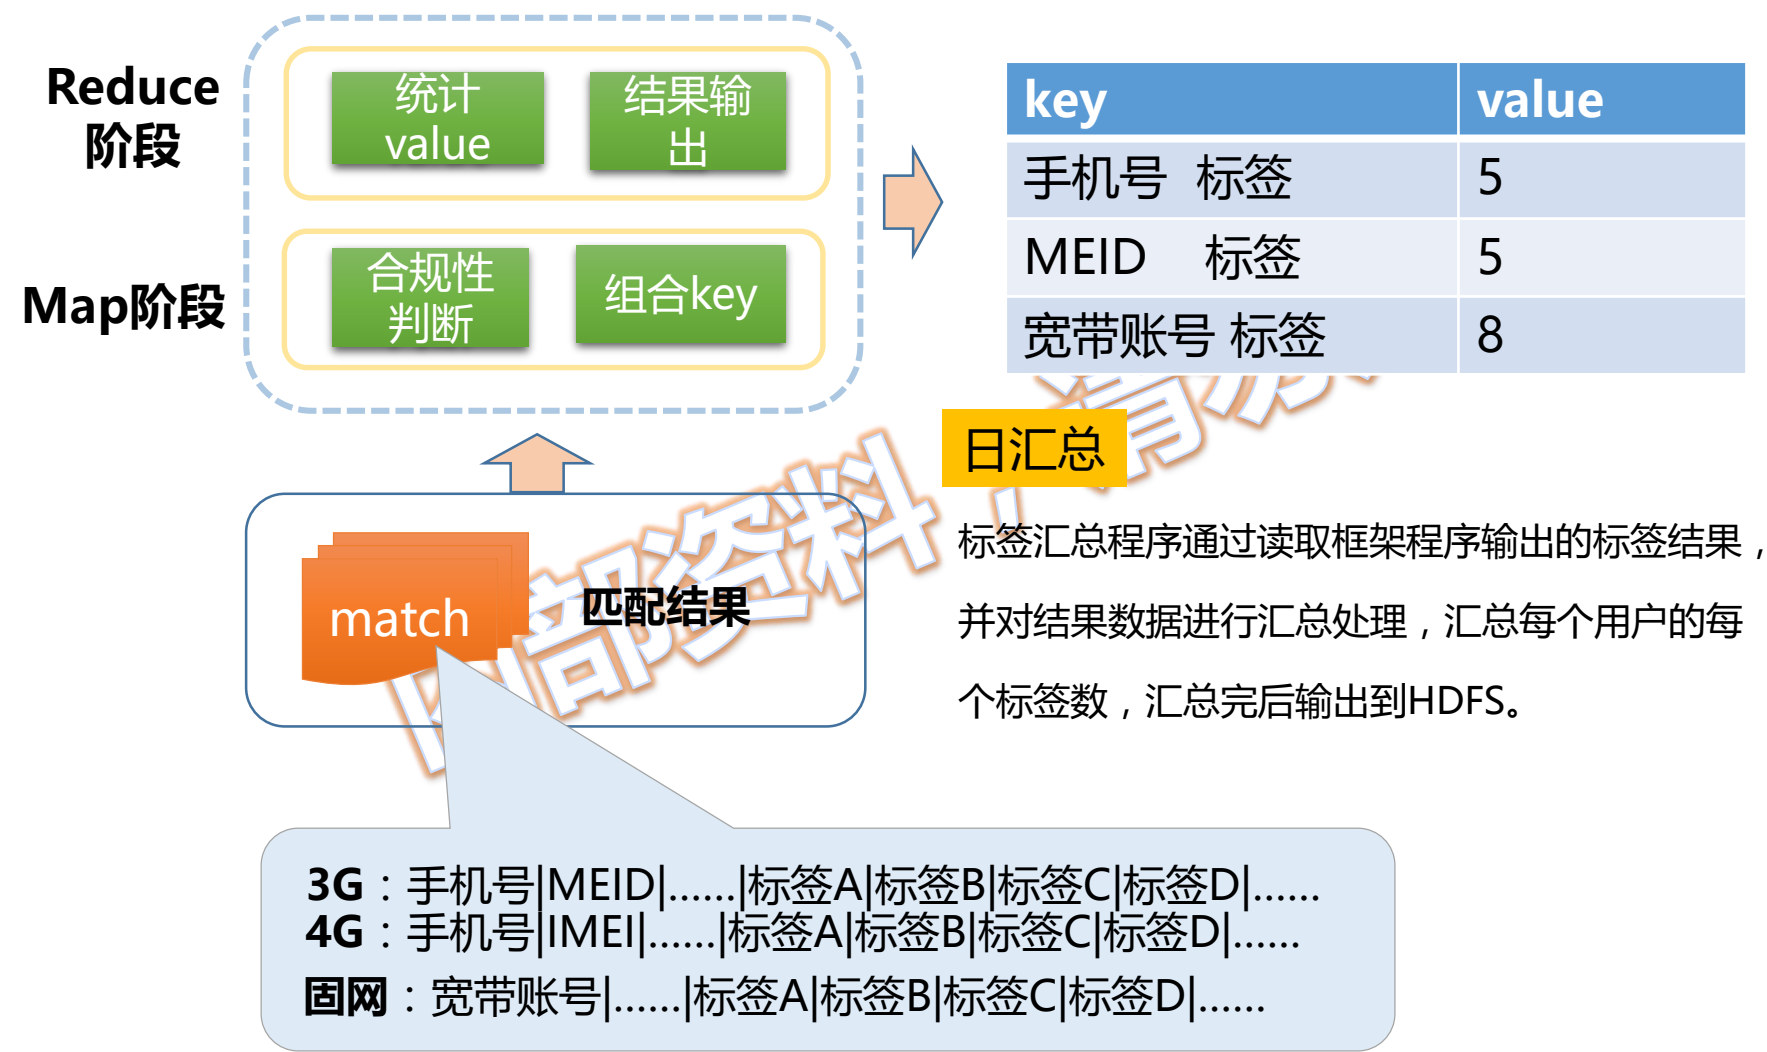 Reduce
阶段
统计
value
结果输
出
Map阶段
合规性
判断
组合key
key value
手机号 标签 5
MEID 标签 5
宽带账号 标签 8
日汇总
标签汇总程序通过读取框架程序输出的标签结果，
并对结果数据进行汇总处理，汇总每个用户的每
个标签数，汇总完后输出到HDFS。
match
匹配结果
3G：手机号|MEID|……|标签A|标签B|标签C|标签D|……
4G：手机号|IMEI|……|标签A|标签B|标签C|标签D|……
固网：宽带账号|……|标签A|标签B|标签C|标签D|……
部资料，请